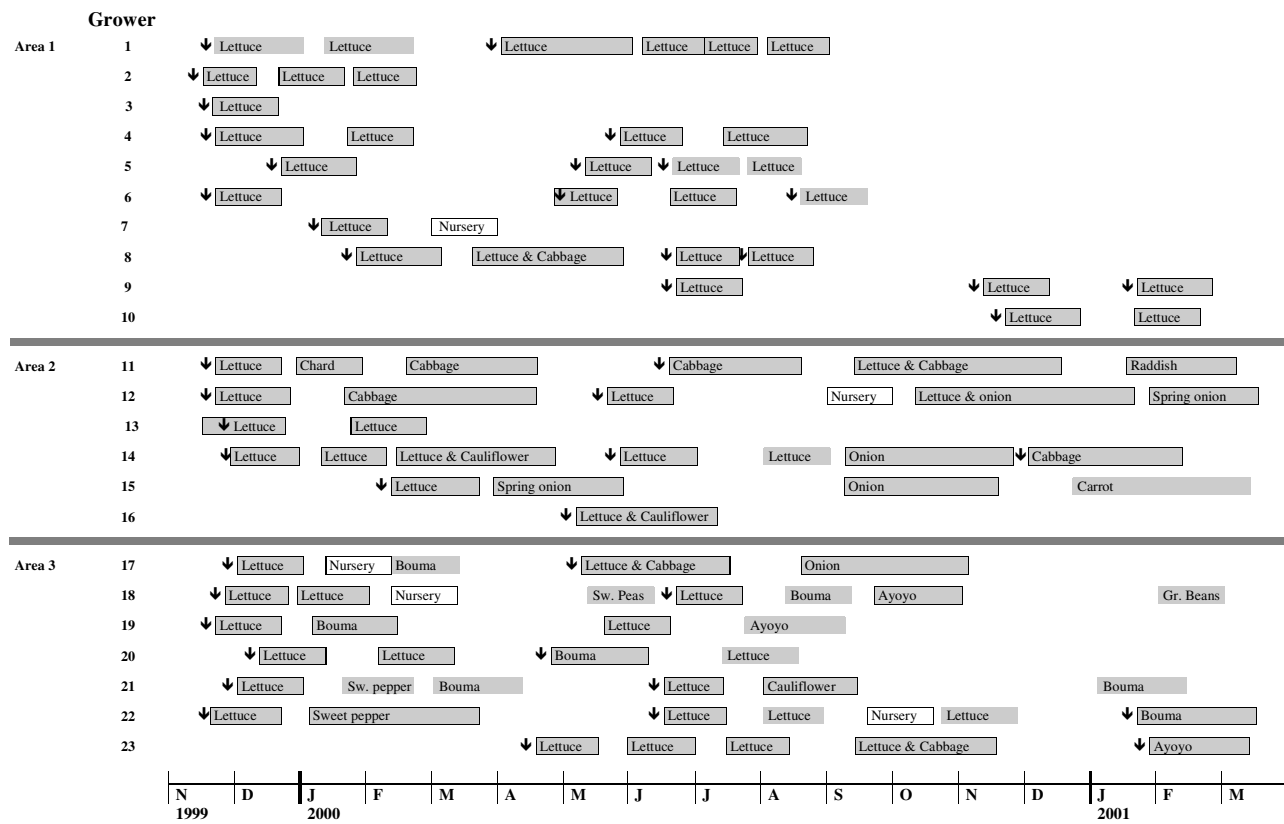 Grower
Area 1 1 Lettuce Lettuce Lettuce Lettuce Lettuce Lettuce
2 Lettuce Lettuce Lettuce
3 Lettuce
4 Lettuce Lettuce Lettuce Lettuce
5 Lettuce Lettuce Lettuce Lettuce
6 Lettuce Lettuce Lettuce Lettuce
7 Lettuce Nursery
8 Lettuce Lettuce & Cabbage Lettuce Lettuce
9 Lettuce Lettuce Lettuce
10 Lettuce Lettuce
Area 2 11 Lettuce Chard Cabbage Cabbage Lettuce & Cabbage Raddish
12 Lettuce Cabbage Lettuce Nursery Lettuce & onion Spring onion
13 Lettuce Lettuce
14 Lettuce Lettuce Lettuce & Cauliflower Lettuce Lettuce Onion Cabbage
15 Lettuce Spring onion Onion Carrot
16 Lettuce & Cauliflower
Area 3 17 Lettuce Nursery Bouma Lettuce & Cabbage Onion
18 Lettuce Lettuce Nursery Sw. Peas Lettuce Bouma Ayoyo Gr. Beans
19 Lettuce Bouma Lettuce Ayoyo
20 Lettuce Lettuce Bouma Lettuce
21 Lettuce Sw. pepper Bouma Lettuce Cauliflower Bouma
22 Lettuce Sweet pepper Lettuce Lettuce Nursery Lettuce Bouma
23 Lettuce Lettuce Lettuce Lettuce & Cabbage Ayoyo
N D J F M A M J J A S O N D J F M
1999 2000 2001